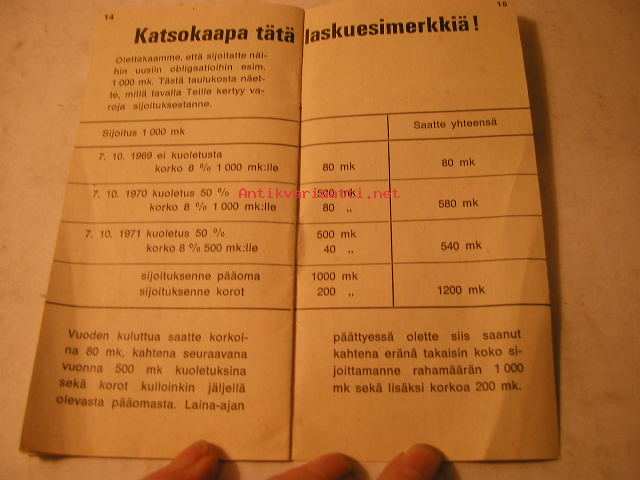 14
15
Katsokaapa tätä laskuesimerkkiä!
Olettakaamme, että sijoitatte näi-
hin uusiin obligaatioihin esim.
1 000 mk. Tästä taulukosta näet-
te, millä tavalla Teille kertyy va-
roja sijoituksestanne.
Sijoitus 1 000 mk
Saatte yhteensä
7. 10. 1969 ei kuoletusta
korko 8 % 1 000 mk:lle 80 mk 80 mk
7. 10. 1970 kuoletus 50 % 500 mk
korko 8 % 1 000 mk:lle 80 „ 580 mk
Antikvariaatti.net
7. 10. 1971 kuoletus 50 % 500 mk
korko 8 % 500 mk:lle 40 „ 540 mk
sijoituksenne pääoma 1000 mk
sijoituksenne korot 200 „ 1200 mk
Vuoden kuluttua saatte korkoi-
na 80 mk, kahtena seuraavana
vuonna 500 mk kuoletuksina
sekä korot kulloinkin jäljellä
olevasta pääomasta. Laina-ajan
päättyessä olette siis saanut
kahtena eränä takaisin koko si-
joittamanne rahamäärän 1 000
mk sekä lisäksi korkoa 200 mk.